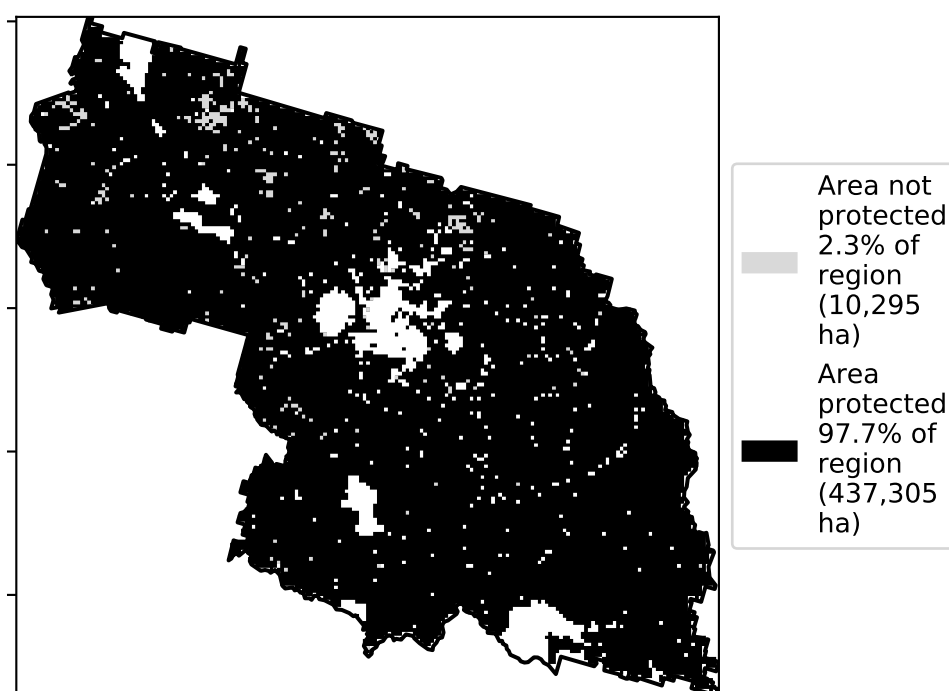 Area not
protected
2.3% of
region
(10,295
ha)
Area
protected
97.7% of
region
(437,305
ha)